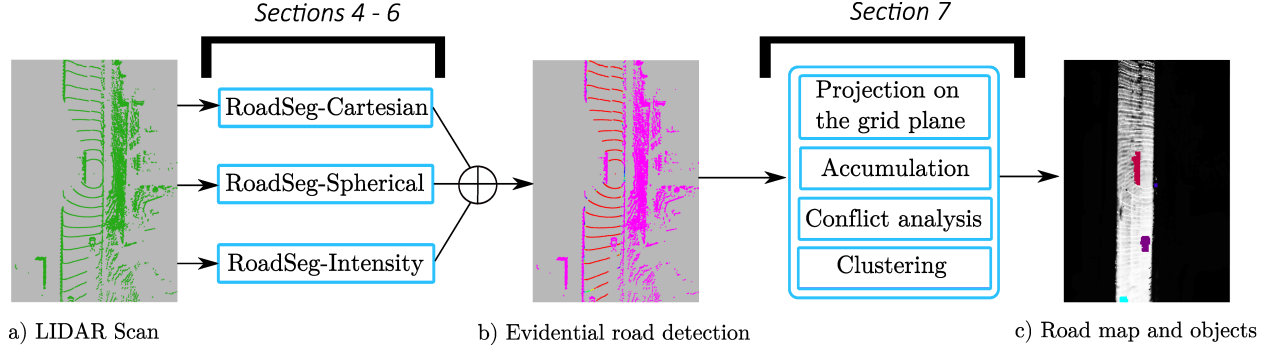 Sections 4 - 6
Section 7
RoadSeg-Cartesian
RoadSeg-Spherical
RoadSeg-Intensity
Projection on
the grid plane
Accumulation
Conflict analysis
Clustering
a) LIDAR Scan
b) Evidential road detection
c) Road map and objects